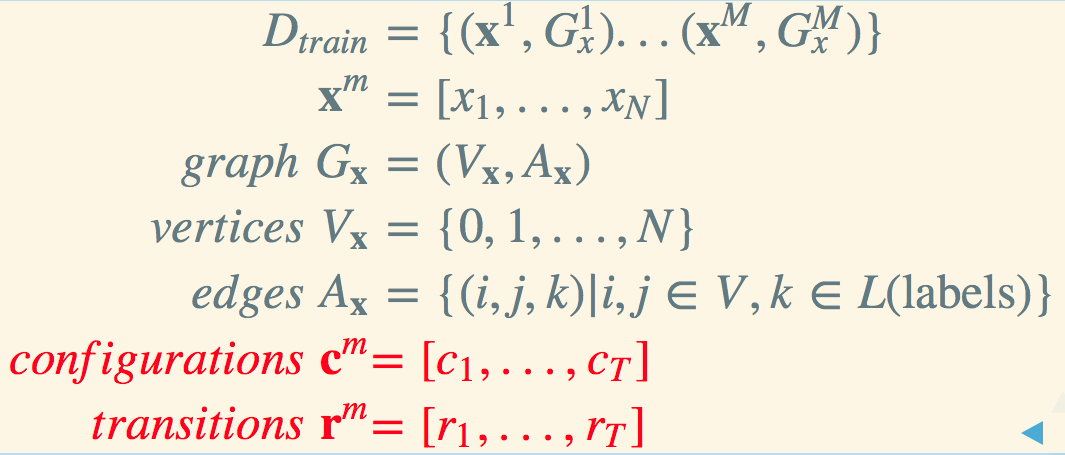 D_train = {(x^1, G_x^1). . . (x^M, G_x^M)}
x^m = [x_1, . . . , x_N]
graph G_x = (V_x, A_x)
vertices V_x = {0, 1, . . . , N}
edges A_x = {(i, j, k)|i, j ∈ V, k ∈ L(labels)}
configurations c^m = [c_1, . . . , c_T]
transitions r^m = [r_1, . . . , r_T]